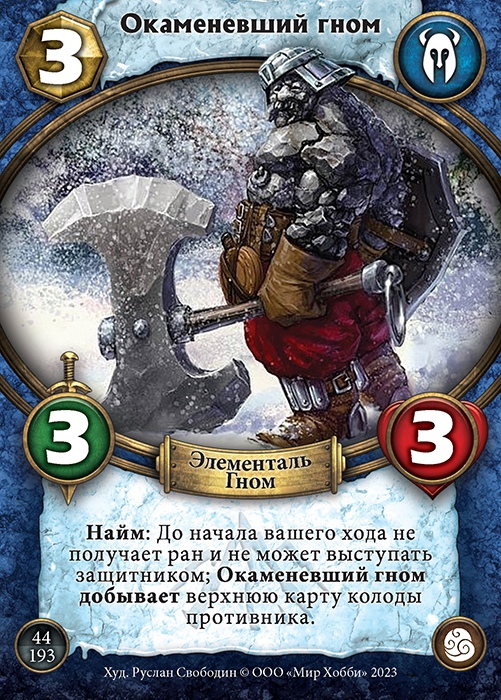 Окаменевший гном
3
3
3
Элементаль
Гном
Найм: До начала вашего хода не
получает ран и не может выступать
защитником; Окаменевший гном
добывает верхнюю карту колоды
противника.
44
193
Худ. Руслан Свободин © ООО «Мир Хобби» 2023